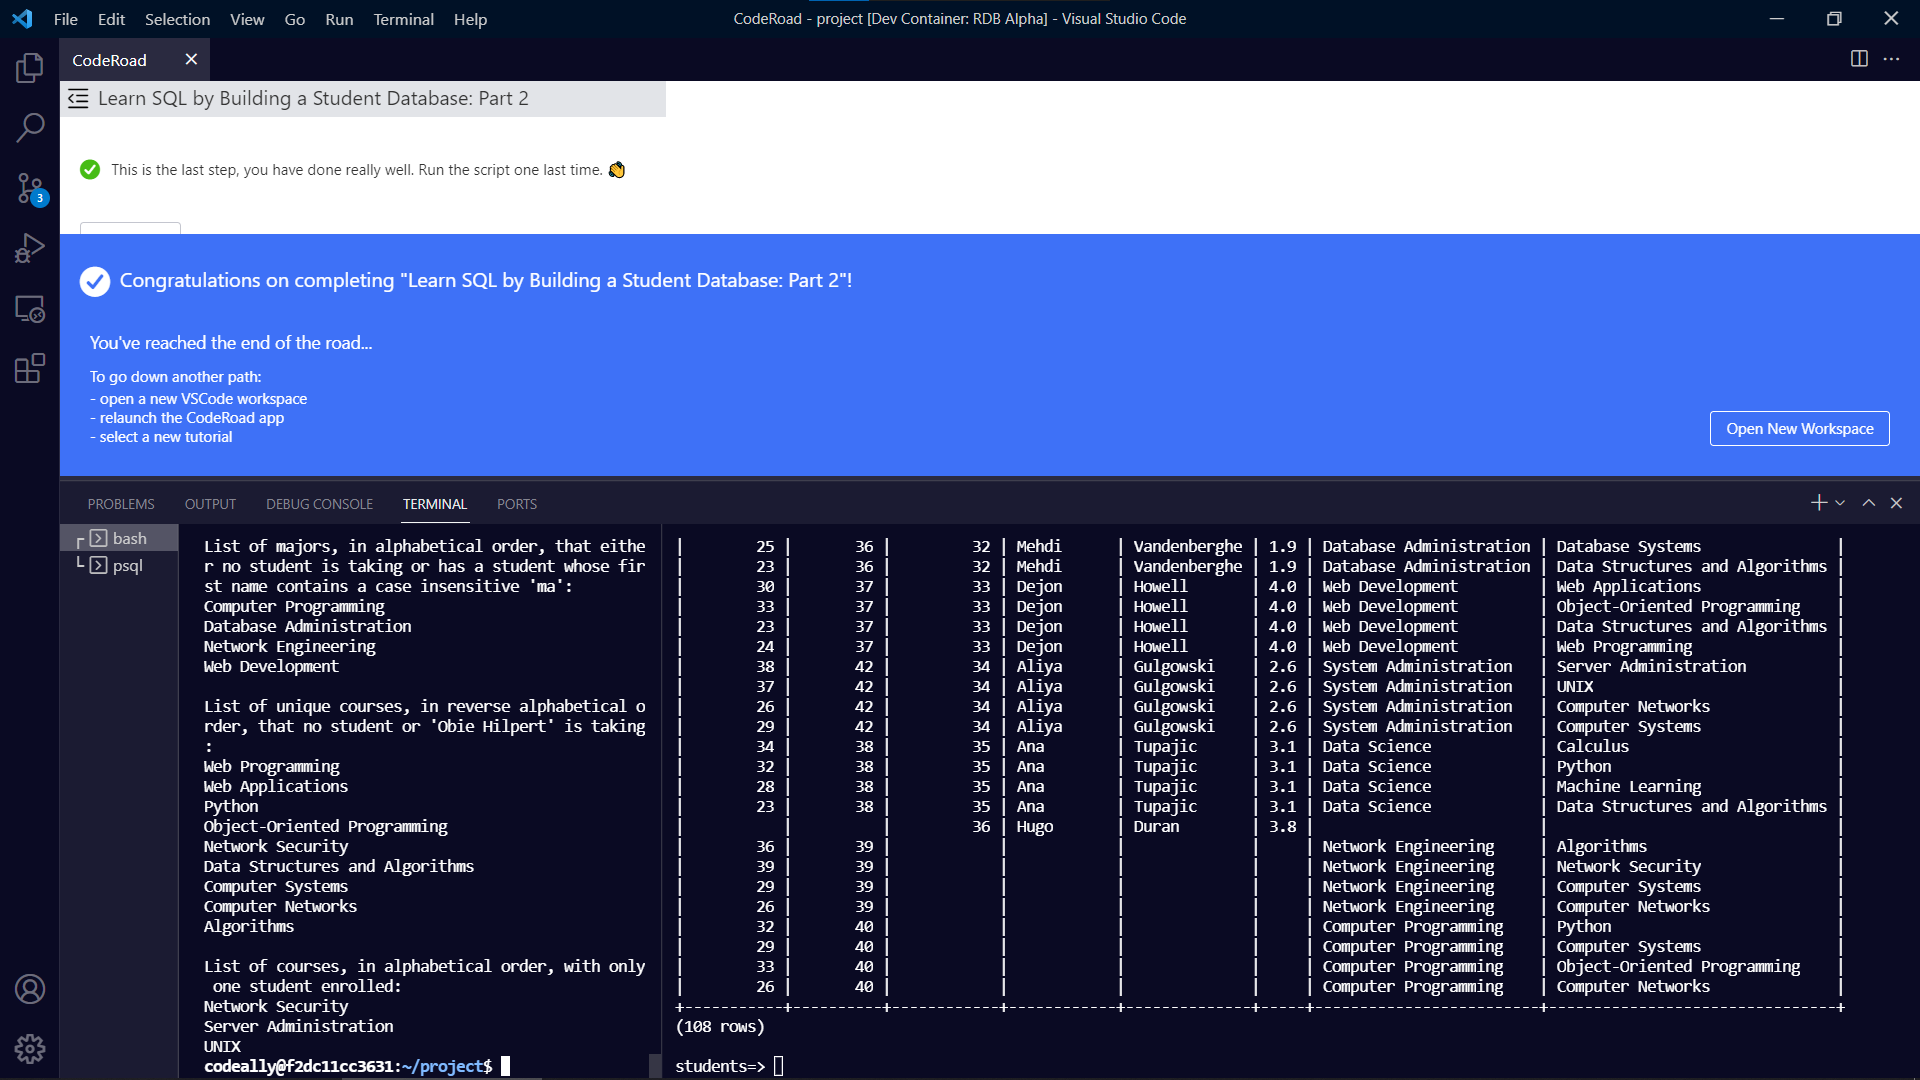 File Edit Selection View Go Run Terminal Help
CodeRoad - project [Dev Container: RDB Alpha] - Visual Studio Code
CodeRoad
Learn SQL by Building a Student Database: Part 2
This is the last step, you have done really well. Run the script one last time.
3
Congratulations on completing "Learn SQL by Building a Student Database: Part 2"!
You've reached the end of the road...
To go down another path:
- open a new VSCode workspace
- relaunch the CodeRoad app
- select a new tutorial
Open New Workspace
PROBLEMS OUTPUT DEBUG CONSOLE TERMINAL PORTS
bash
psql
List of majors, in alphabetical order, that eithe
r no student is taking or has a student whose fir
st name contains a case insensitive 'ma':
Computer Programming
Database Administration
Network Engineering
Web Development
List of unique courses, in reverse alphabetical o
rder, that no student or 'Obie Hilpert' is taking
:
Web Programming
Web Applications
Python
Object-Oriented Programming
Network Security
Data Structures and Algorithms
Computer Systems
Computer Networks
Algorithms
List of courses, in alphabetical order, with only
one student enrolled:
Network Security
Server Administration
UNIX
codeally@f2dc11cc3631:~/project$
| 25 | 36 | 32 | Mehdi | Vandenberghe | 1.9 | Database Administration | Database Systems |
| 23 | 36 | 32 | Mehdi | Vandenberghe | 1.9 | Database Administration | Data Structures and Algorithms |
| 30 | 37 | 33 | Dejon | Howell | 4.0 | Web Development | Web Applications |
| 33 | 37 | 33 | Dejon | Howell | 4.0 | Web Development | Object-Oriented Programming |
| 23 | 37 | 33 | Dejon | Howell | 4.0 | Web Development | Data Structures and Algorithms |
| 24 | 37 | 33 | Dejon | Howell | 4.0 | Web Development | Web Programming |
| 38 | 42 | 34 | Aliya | Gulgowski | 2.6 | System Administration | Server Administration |
| 37 | 42 | 34 | Aliya | Gulgowski | 2.6 | System Administration | UNIX |
| 26 | 42 | 34 | Aliya | Gulgowski | 2.6 | System Administration | Computer Networks |
| 29 | 42 | 34 | Aliya | Gulgowski | 2.6 | System Administration | Computer Systems |
| 34 | 38 | 35 | Ana | Tupajic | 3.1 | Data Science | Calculus |
| 32 | 38 | 35 | Ana | Tupajic | 3.1 | Data Science | Python |
| 28 | 38 | 35 | Ana | Tupajic | 3.1 | Data Science | Machine Learning |
| 23 | 38 | 35 | Ana | Tupajic | 3.1 | Data Science | Data Structures and Algorithms |
| | | 36 | Hugo | Duran | 3.8 | | |
| 36 | 39 | | | | | Network Engineering | Algorithms |
| 39 | 39 | | | | | Network Engineering | Network Security |
| 29 | 39 | | | | | Network Engineering | Computer Systems |
| 26 | 39 | | | | | Network Engineering | Computer Networks |
| 32 | 40 | | | | | Computer Programming | Python |
| 29 | 40 | | | | | Computer Programming | Computer Systems |
| 33 | 40 | | | | | Computer Programming | Object-Oriented Programming |
| 26 | 40 | | | | | Computer Programming | Computer Networks |
+-----------+----------+------------+------------+--------------+-----+-------------------------+--------------------------------+
(108 rows)
students=>